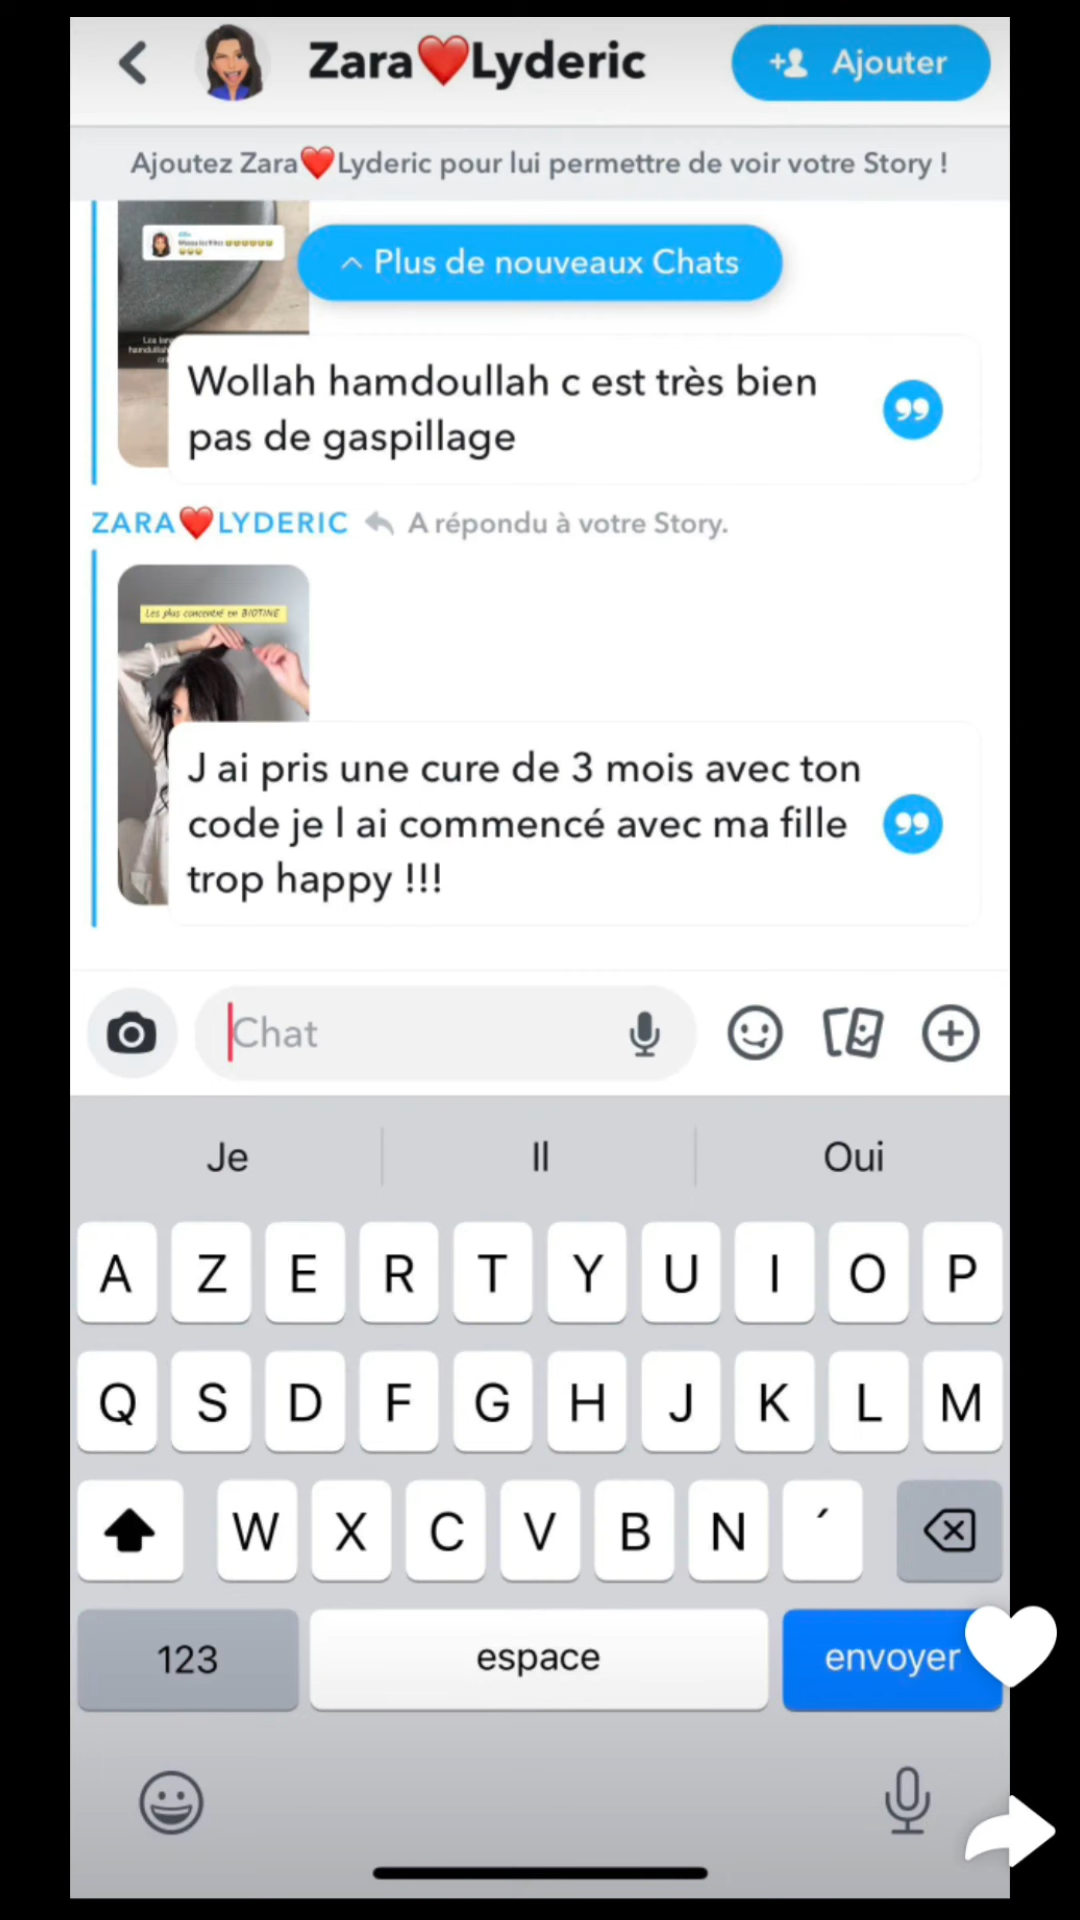 Zara❤️Lyderic
Ajouter
Ajoutez Zara❤️Lyderic pour lui permettre de voir votre Story !
Plus de nouveaux Chats
Wollah hamdoullah c est très bien
pas de gaspillage
ZARA❤️LYDERIC A répondu à votre Story.
Les plus concentré en BIOTINE
J ai pris une cure de 3 mois avec ton
code je l ai commencé avec ma fille
trop happy !!!
Chat
Je Il Oui
A Z E R T Y U I O P
Q S D F G H J K L M
W X C V B N ´
123 espace envoyer